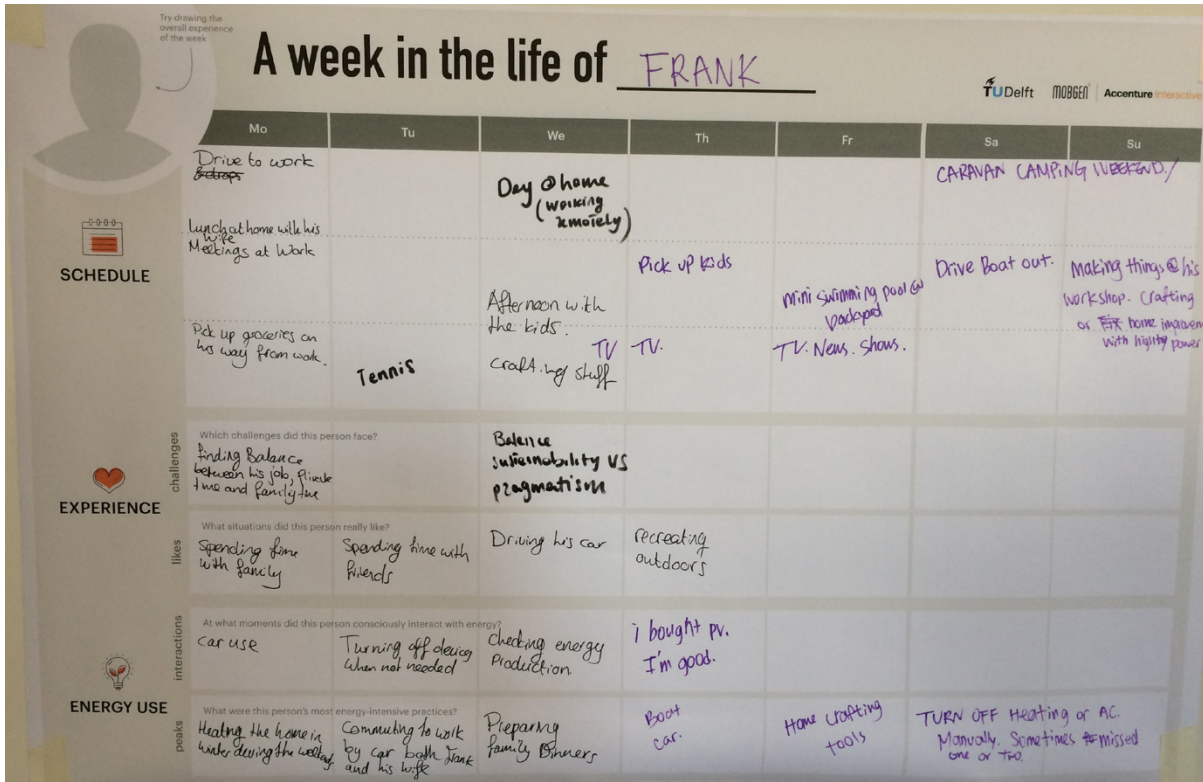 Try drawing the
overall experience
of the week
A week in the life of FRANK
TU Delft MOBGEN | Accenture Interactive
Mo Tu We Th Fr Sa Su
SCHEDULE
Drive to work
Lunch at home with his
wife
Meetings at Work
Pick up groceries on
his way from work.
Tennis
Day @ home
(working
remotely)
Afternoon with
the kids.
TV
Crafting stuff
Pick up kids
TV.
mini swimming pool @
backyard
TV. News. Shows.
CARAVAN CAMPING WEEKEND/
Drive Boat out.
Making things @ his
workshop. Crafting
or home improvem
with highly power
EXPERIENCE
challenges
Which challenges did this person face?
Finding Balance
between his job, private
time and family time
Balance
sustainability VS
pragmatism
likes
What situations did this person really like?
Spending time
with family
Spending time with
friends
Driving his car
recreating
outdoors
ENERGY USE
interactions
At what moments did this person consciously interact with energy?
car use
Turning off devices
when not needed
checking energy
Production
i bought pv.
I'm good.
peaks
What were this person's most energy-intensive practices?
Heating the home in
winter during the
Commuting to work
by car both Frank
and his wife
Preparing
family Dinners
Boat
car.
Home crafting
tools
TURN OFF Heating or AC.
Manually. Sometimes missed
one or two.